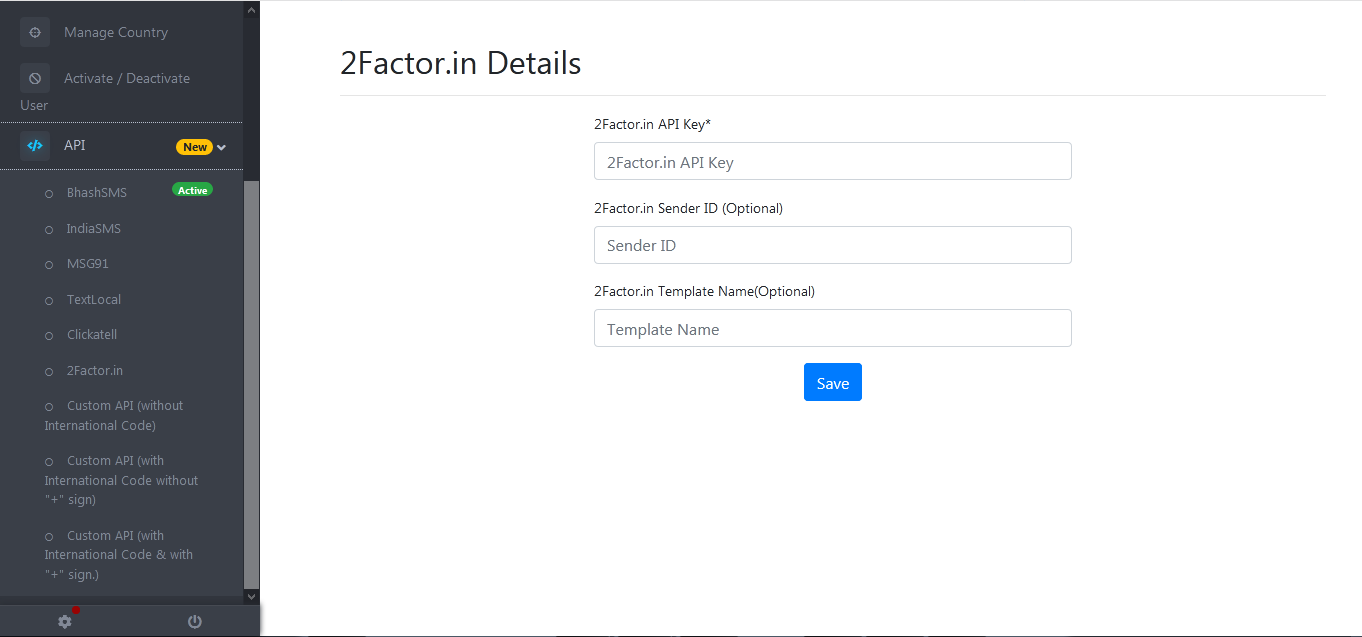 Manage Country
Activate / Deactivate
User
API New
BhashSMS Active
IndiaSMS
MSG91
TextLocal
Clickatell
2Factor.in
Custom API (without
International Code)
Custom API (with
International Code without
"+" sign)
Custom API (with
International Code & with
"+" sign.)
2Factor.in Details
2Factor.in API Key*
2Factor.in API Key
2Factor.in Sender ID (Optional)
Sender ID
2Factor.in Template Name(Optional)
Template Name
Save